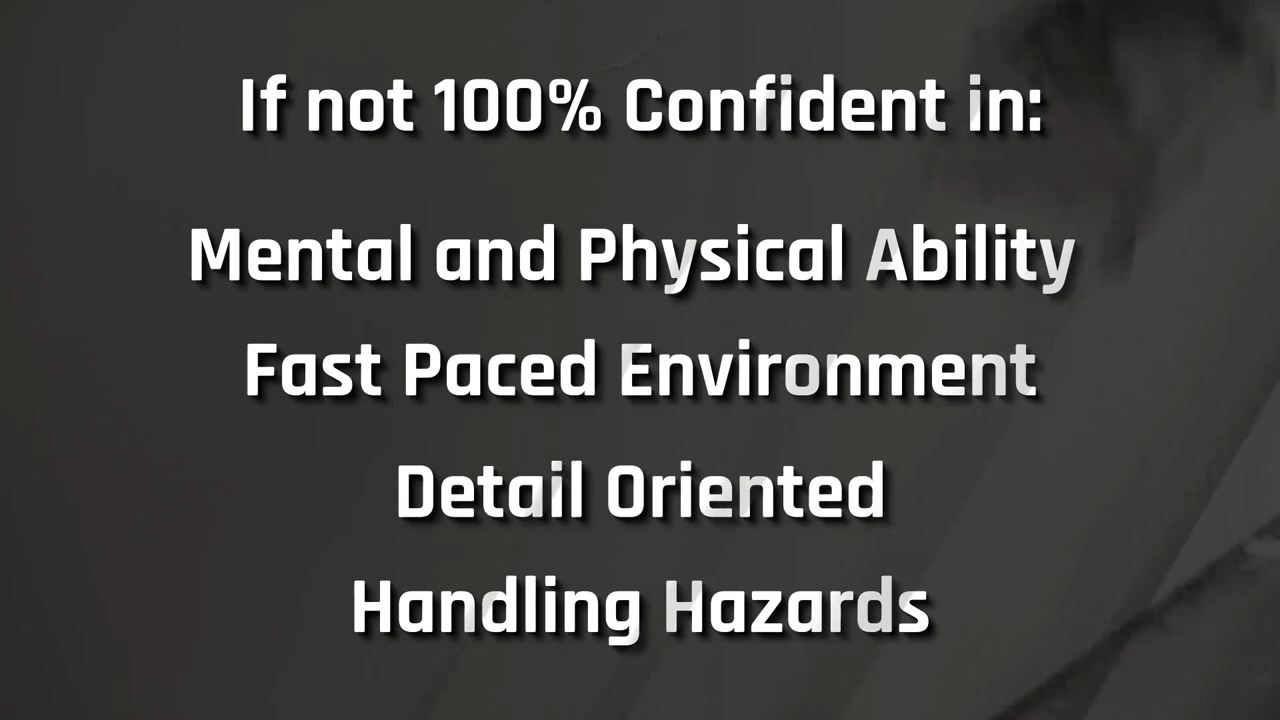 If not 100% Confident in:
Mental and Physical Ability
Fast Paced Environment
Detail Oriented
Handling Hazards